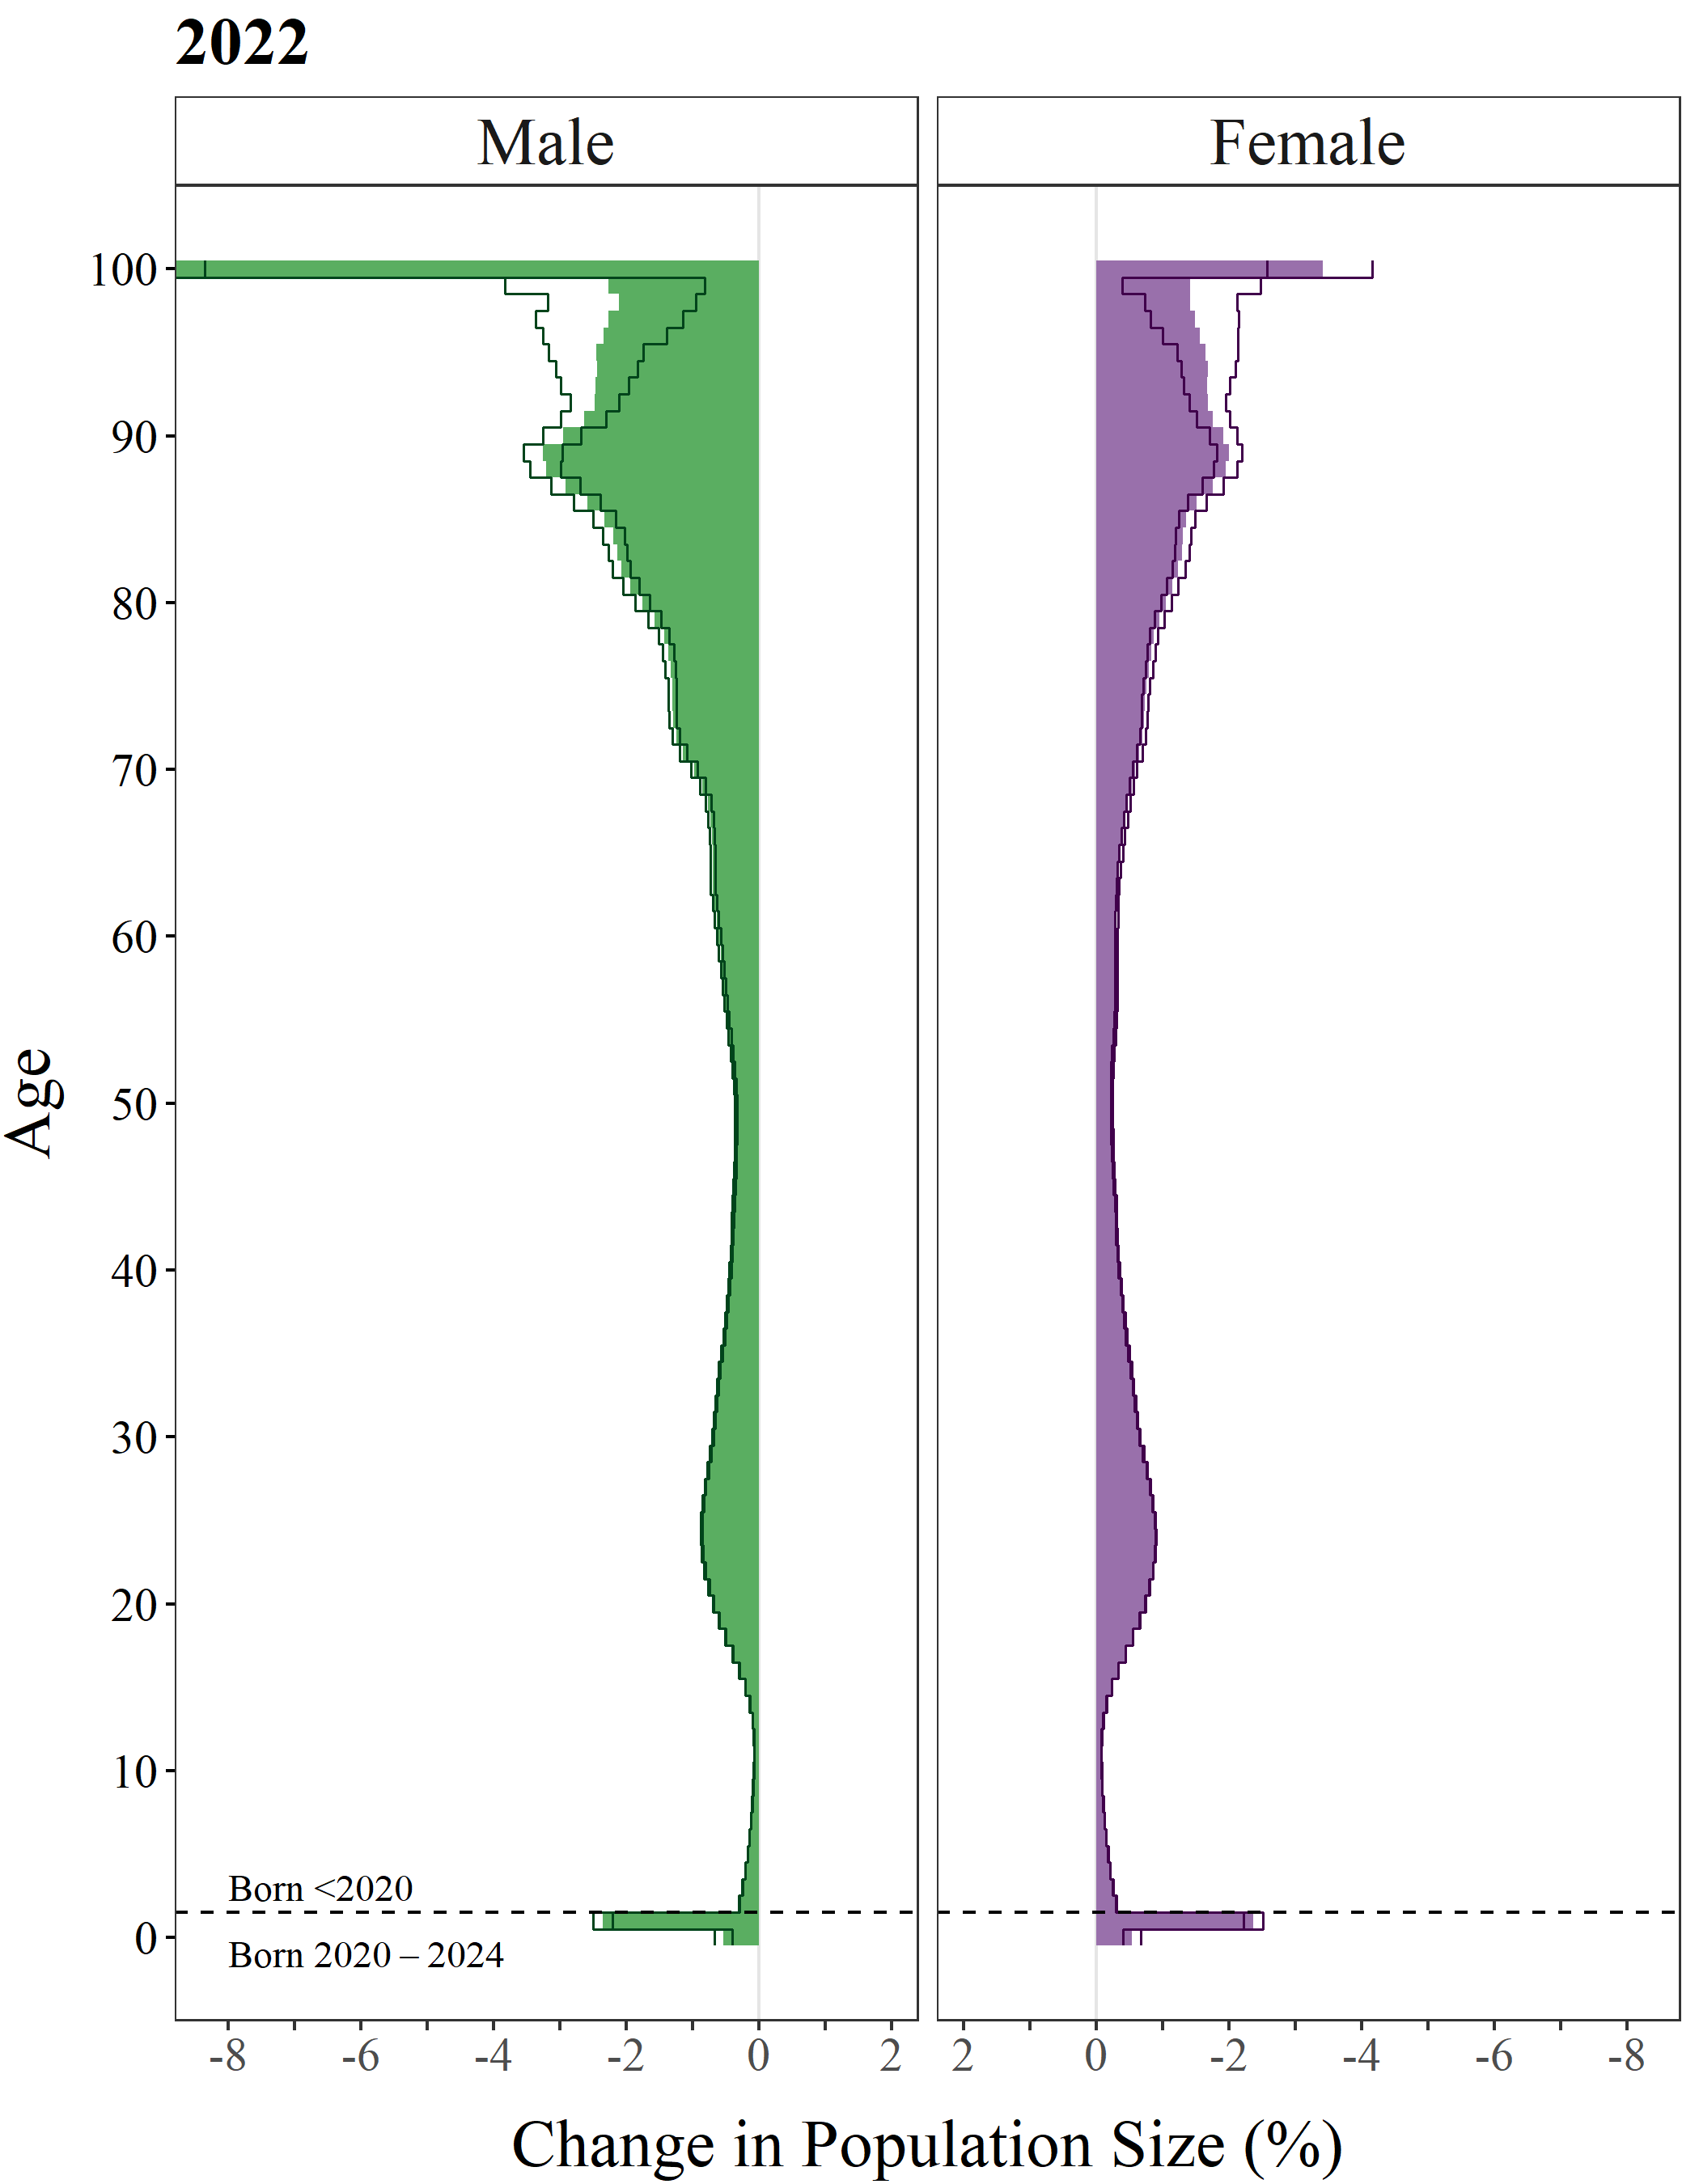 2022
Male
Female
Age
100
90
80
70
60
50
40
30
20
10
0
Born <2020
Born 2020 – 2024
-8 -6 -4 -2 0 2
2 0 -2 -4 -6 -8
Change in Population Size (%)